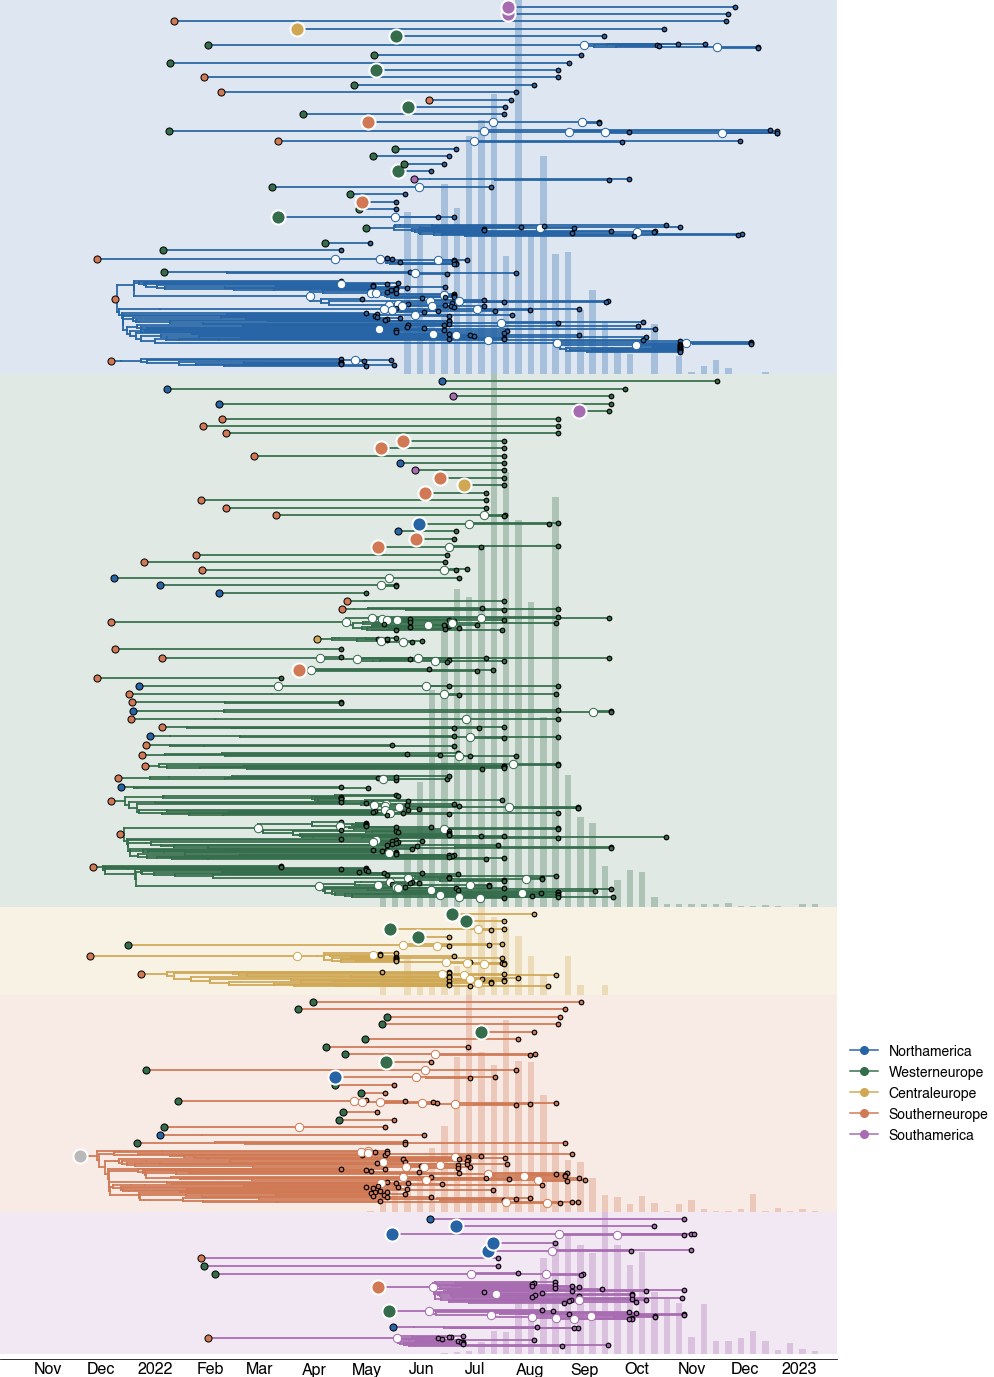 Northamerica
Westerneurope
Centraleurope
Southerneurope
Southamerica
Nov Dec 2022 Feb Mar Apr May Jun Jul Aug Sep Oct Nov Dec 2023